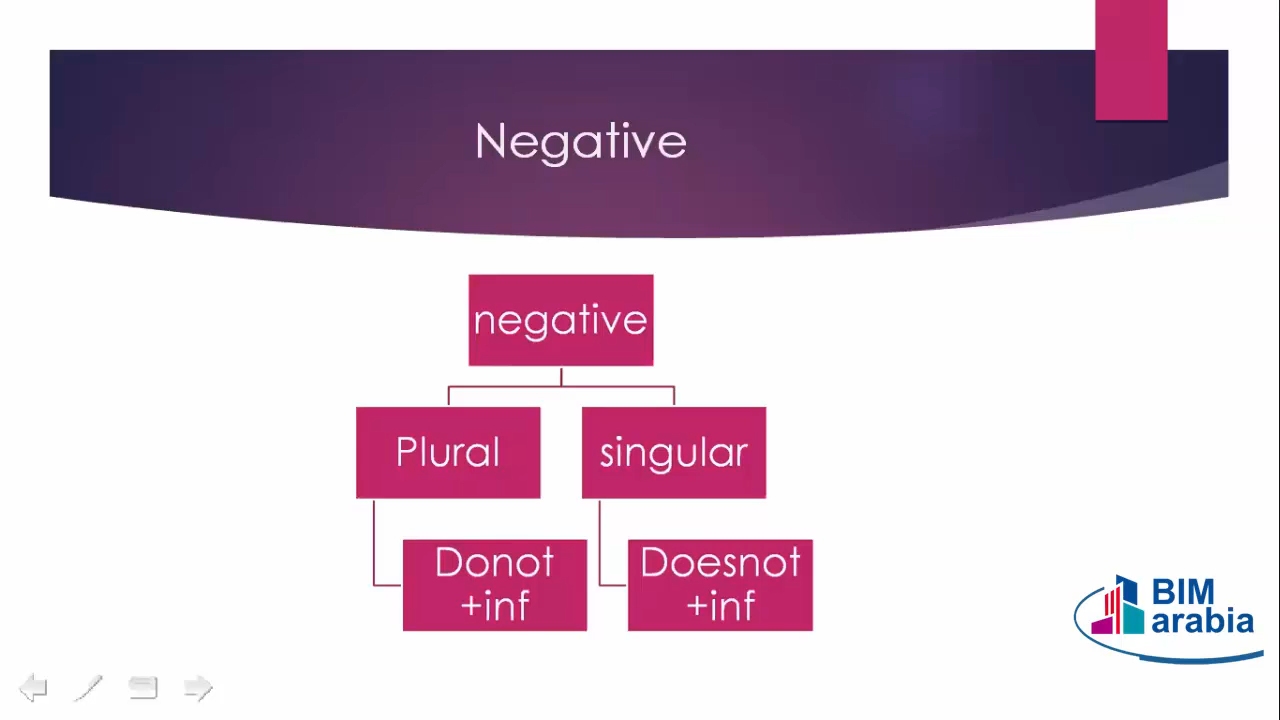 Negative
negative
Plural
singular
Donot
+inf
Doesnot
+inf
BIM
arabia